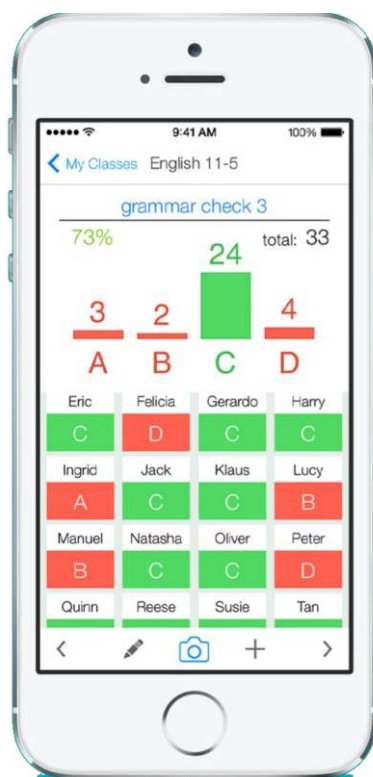 9:41 AM 100%
My Classes English 11-5
grammar check 3
73% total: 33
24
3 2 4
A B C D
Eric Felicia Gerardo Harry
C D C C
Ingrid Jack Klaus Lucy
A C C B
Manuel Natasha Oliver Peter
B C C D
Quinn Reese Susie Tan